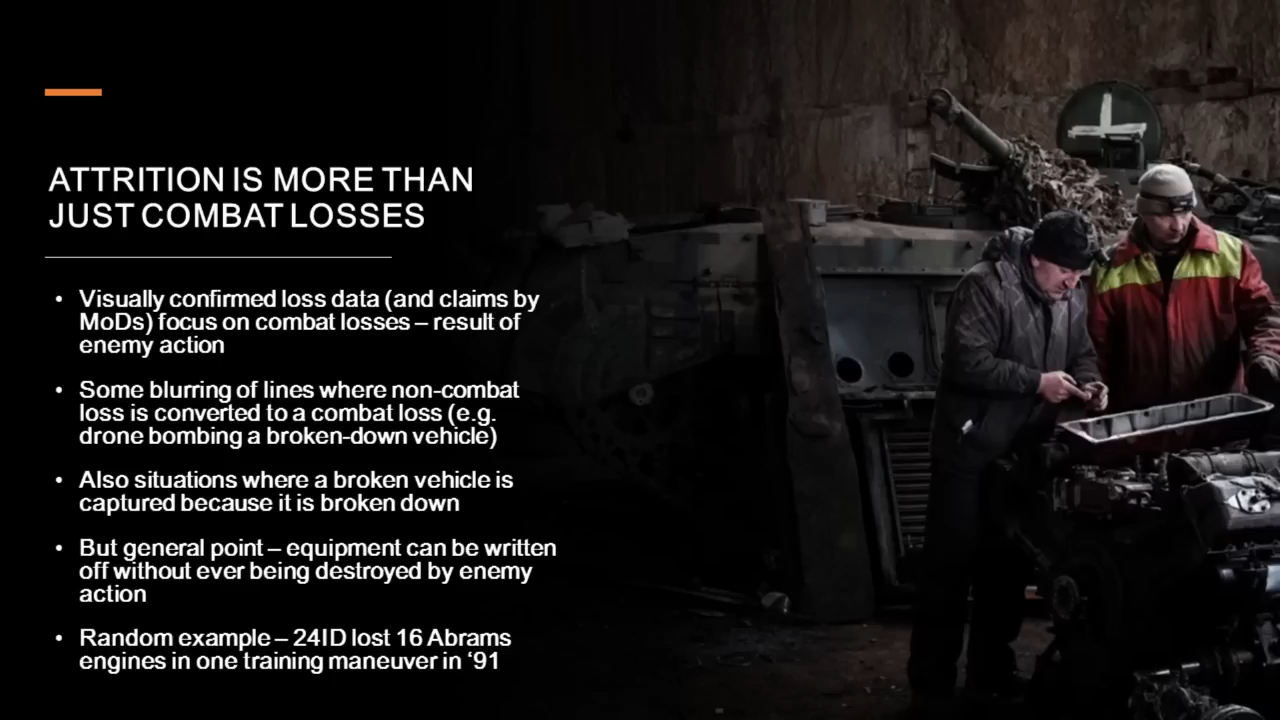 ATTRITION IS MORE THAN
JUST COMBAT LOSSES
• Visually confirmed loss data (and claims by
MoDs) focus on combat losses – result of
enemy action
• Some blurring of lines where non-combat
loss is converted to a combat loss (e.g.
drone bombing a broken-down vehicle)
• Also situations where a broken vehicle is
captured because it is broken down
• But general point – equipment can be written
off without ever being destroyed by enemy
action
• Random example – 24ID lost 16 Abrams
engines in one training maneuver in ‘91